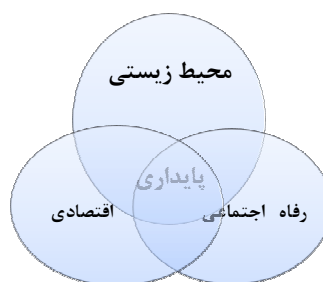 محیط زیستی
پایداری
رفاه اجتماعی
اقتصادی